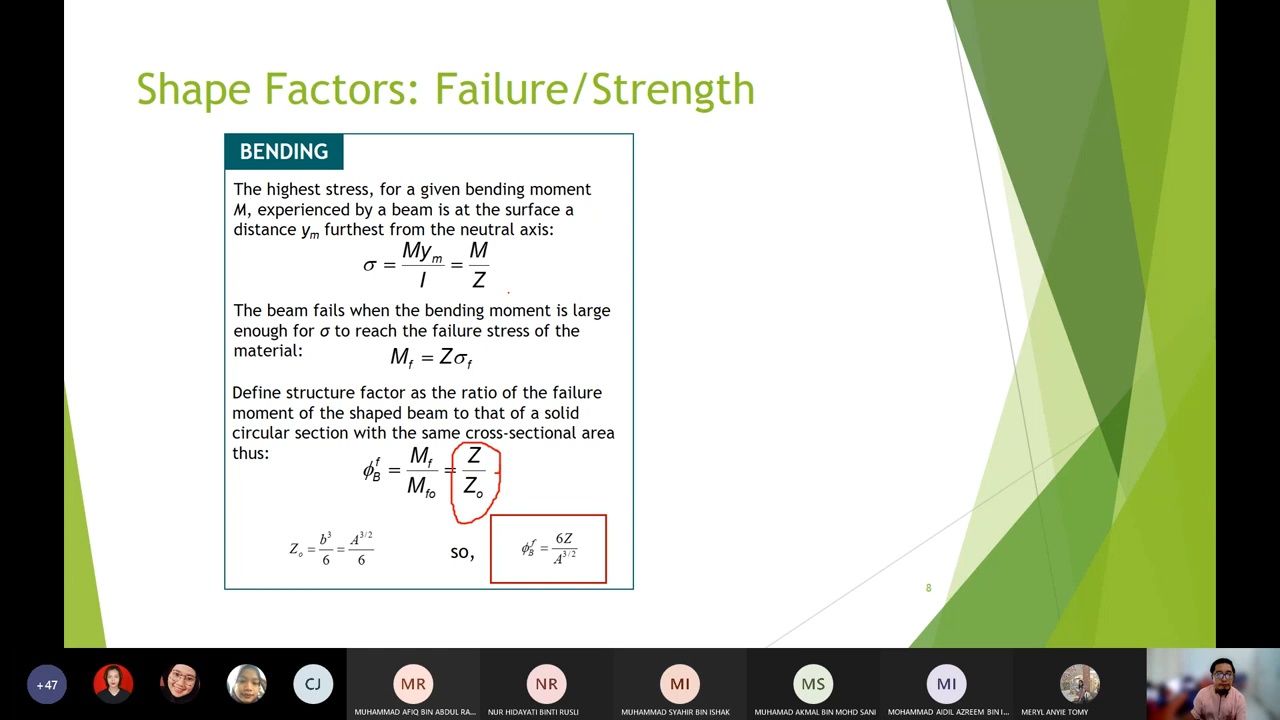 Shape Factors: Failure/Strength
BENDING
The highest stress, for a given bending moment
M, experienced by a beam is at the surface a
distance yₘ furthest from the neutral axis:
σ = Myₘ/I = M/Z
The beam fails when the bending moment is large
enough for σ to reach the failure stress of the
material:
M_f = Zσ_f
Define structure factor as the ratio of the failure
moment of the shaped beam to that of a solid
circular section with the same cross-sectional area
thus:
ϕ_B^f = M_f/M_fo = Z/Z_o
Z_o = b³/6 = A^3/2/6
so,
ϕ_B^f = 6Z/A^3/2
8
+47
CJ
MR
NR
MI
MS
MI
MUHAMMAD AFIQ BIN ABDUL RA...
NUR HIDAYATI BINTI RUSLI
MUHAMMAD SYAHIR BIN ISHAK
MUHAMAD AKMAL BIN MOHD SANI
MOHAMMAD AIDIL AZREEM BIN I...
MERYL ANYIE TOMY